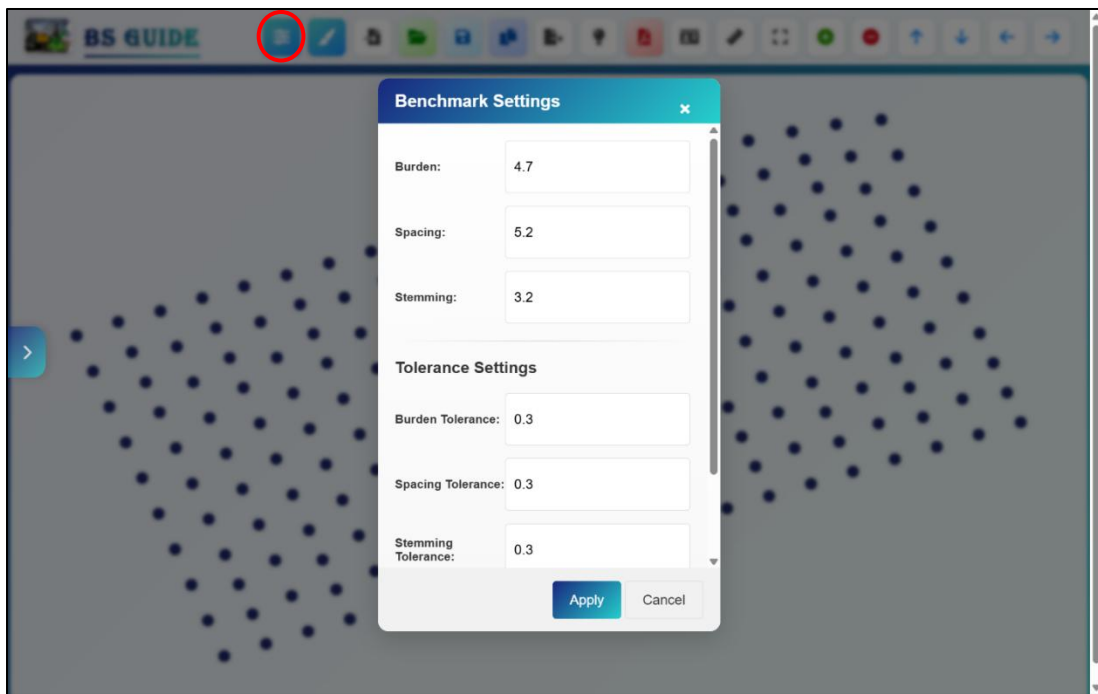 BS GUIDE
Benchmark Settings
Burden: 4.7
Spacing: 5.2
Stemming: 3.2
Tolerance Settings
Burden Tolerance: 0.3
Spacing Tolerance: 0.3
Stemming
Tolerance: 0.3
Apply Cancel